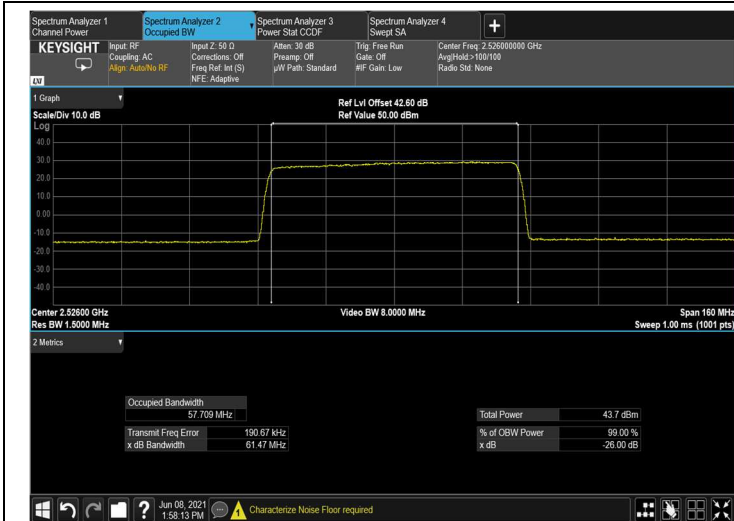 Spectrum Analyzer 1
Channel Power
Spectrum Analyzer 2
Occupied BW
Spectrum Analyzer 3
Power Stat CCDF
Spectrum Analyzer 4
Swept SA
KEYSIGHT
LXI
Input: RF
Coupling: AC
Align: Auto/No RF
Input Z: 50 Ω
Corrections: Off
Freq Ref: Int (S)
NFE: Adaptive
Atten: 30 dB
Preamp: Off
µW Path: Standard
Trig: Free Run
Gate: Off
#IF Gain: Low
Center Freq: 2.526000000 GHz
Avg|Hold:>100/100
Radio Std: None
1 Graph
Scale/Div 10.0 dB
Ref Lvl Offset 42.60 dB
Ref Value 50.00 dBm
Log
40.0
30.0
20.0
10.0
0.00
-10.0
-20.0
-30.0
-40.0
Center 2.52600 GHz
Res BW 1.5000 MHz
Video BW 8.0000 MHz
Span 160 MHz
Sweep 1.00 ms (1001 pts)
2 Metrics
Occupied Bandwidth
57.709 MHz
Total Power 43.7 dBm
Transmit Freq Error 190.67 kHz
% of OBW Power 99.00 %
x dB Bandwidth 61.47 MHz
x dB -26.00 dB
?
Jun 08, 2021
1:58:13 PM
Characterize Noise Floor required